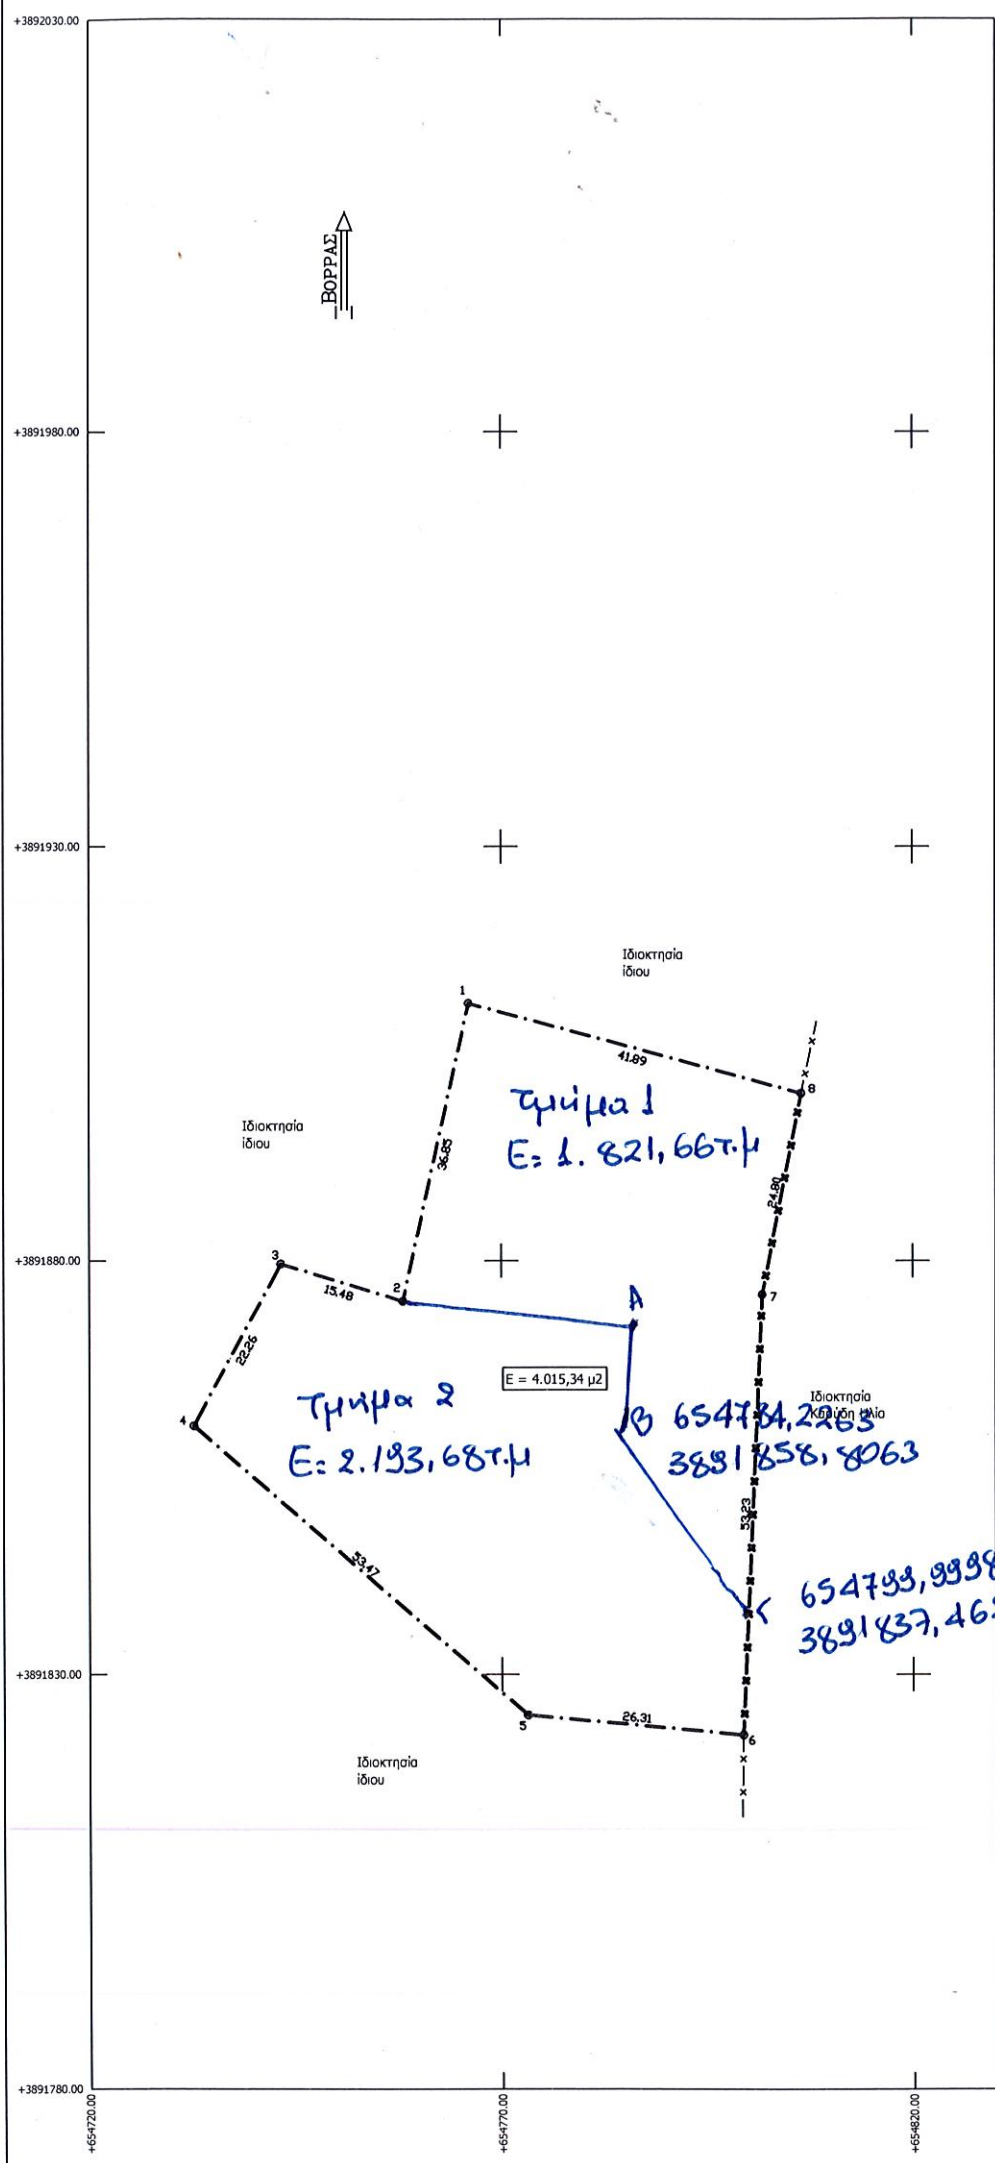 +3892030.00
ΒΟΡΡΑΣ
+3891980.00
+3891930.00
Ιδιοκτησία
ίδιου
1
41.89
8
Τμήμα 1
Ε= 1.821,66τ.μ
Ιδιοκτησία
ίδιου
36.85
24.80
+3891880.00
3
15.48
2
A
7
22.26
E = 4.015,34 μ2
Τμήμα 2
Ε= 2.193,68τ.μ
Ιδιοκτησία
Καρύδη Ηλία
B 654784,2263
3891858,8063
4
53.23
53.47
654799,9998
3891837,46
+3891830.00
5
26.31
6
Ιδιοκτησία
ίδιου
+3891780.00
+654720.00
+654770.00
+654820.00